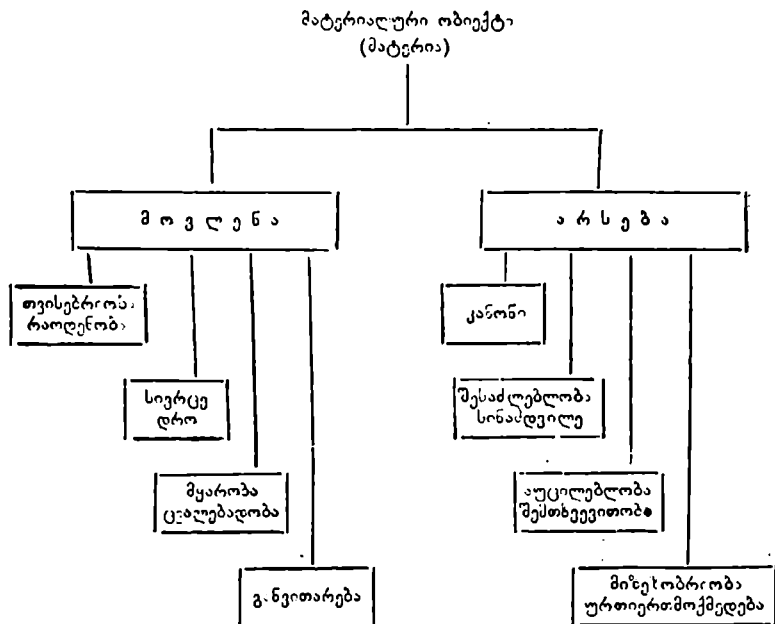 მატერიალური ობიექტი
(მატერია)
მოვლენა
არსება
თვისებრიობა
რაოდენობა
კანონი
სივრცე
დრო
შესაძლებლობა
სინამდვილე
მყარობა
ცვალებადობა
აუცილებლობა
შემთხვევითობა
განვითარება
მიზეზობრიობა
ურთიერთმოქმედება